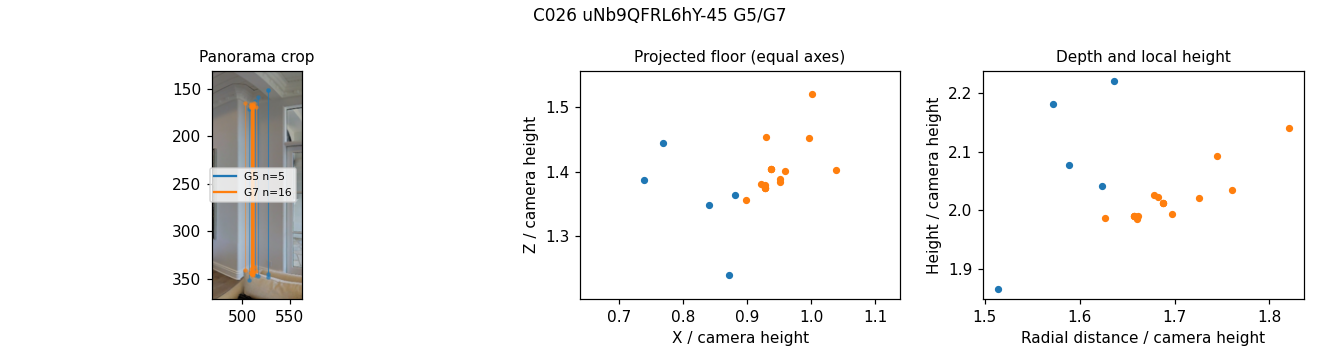 C026 uNb9QFRL6hY-45 G5/G7
Panorama crop
150
200
250
300
350
500 550
G5 n=5
G7 n=16
Projected floor (equal axes)
Z / camera height
1.5
1.4
1.3
0.7 0.8 0.9 1.0 1.1
X / camera height
Depth and local height
Height / camera height
2.2
2.1
2.0
1.9
1.5 1.6 1.7 1.8
Radial distance / camera height